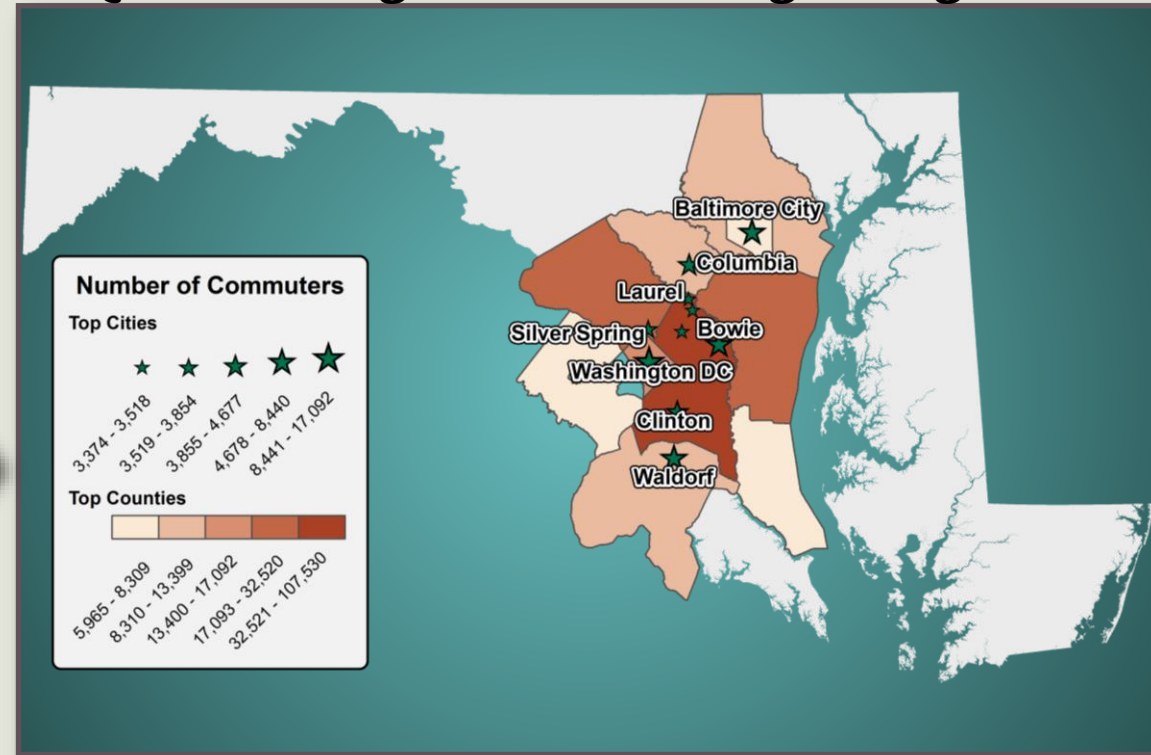 Number of Commuters
Top Cities
3,374 - 3,518
3,519 - 3,854
3,855 - 4,677
4,678 - 8,440
8,441 - 17,092
Top Counties
5,965 - 8,309
8,310 - 13,399
13,400 - 17,092
17,093 - 32,520
32,521 - 107,530
Baltimore City
Columbia
Laurel
Silver Spring
Bowie
Washington DC
Clinton
Waldorf